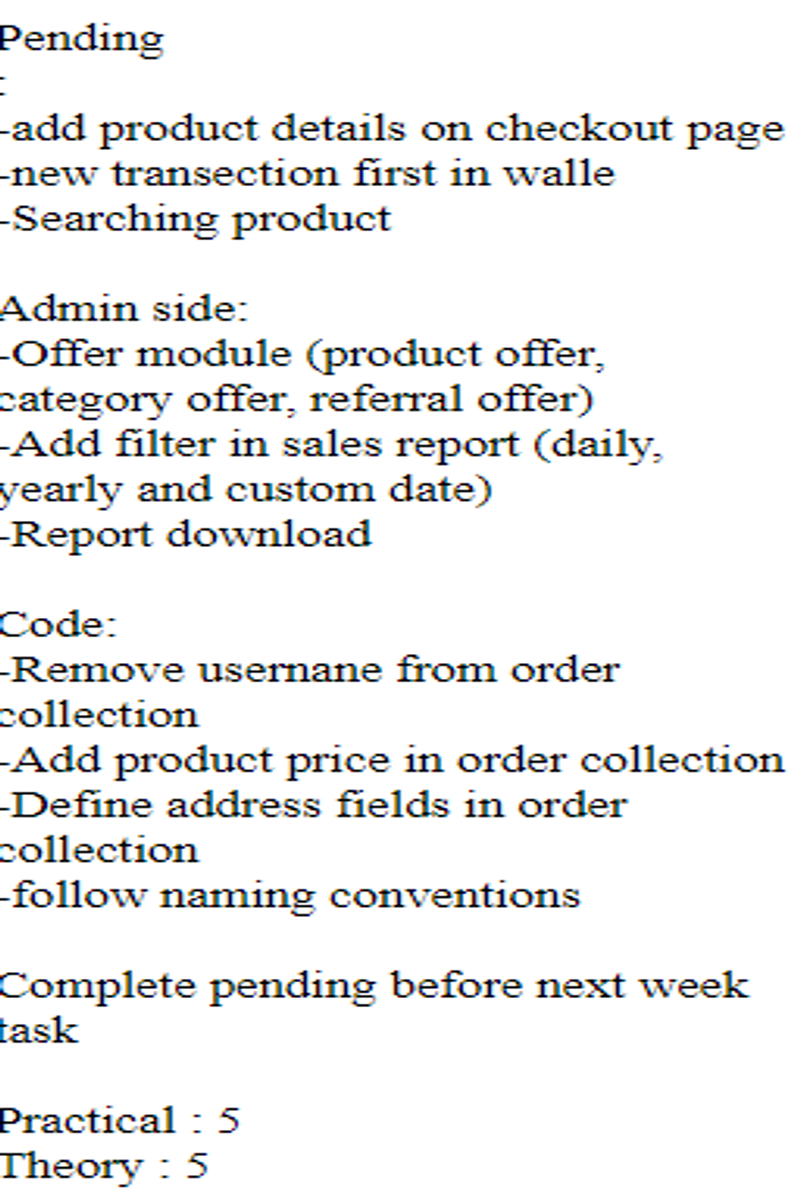 Pending
:
-add product details on checkout page
-new transection first in walle
-Searching product
Admin side:
-Offer module (product offer,
category offer, referral offer)
-Add filter in sales report (daily,
yearly and custom date)
-Report download
Code:
-Remove usernane from order
collection
-Add product price in order collection
-Define address fields in order
collection
-follow naming conventions
Complete pending before next week
task
Practical : 5
Theory : 5